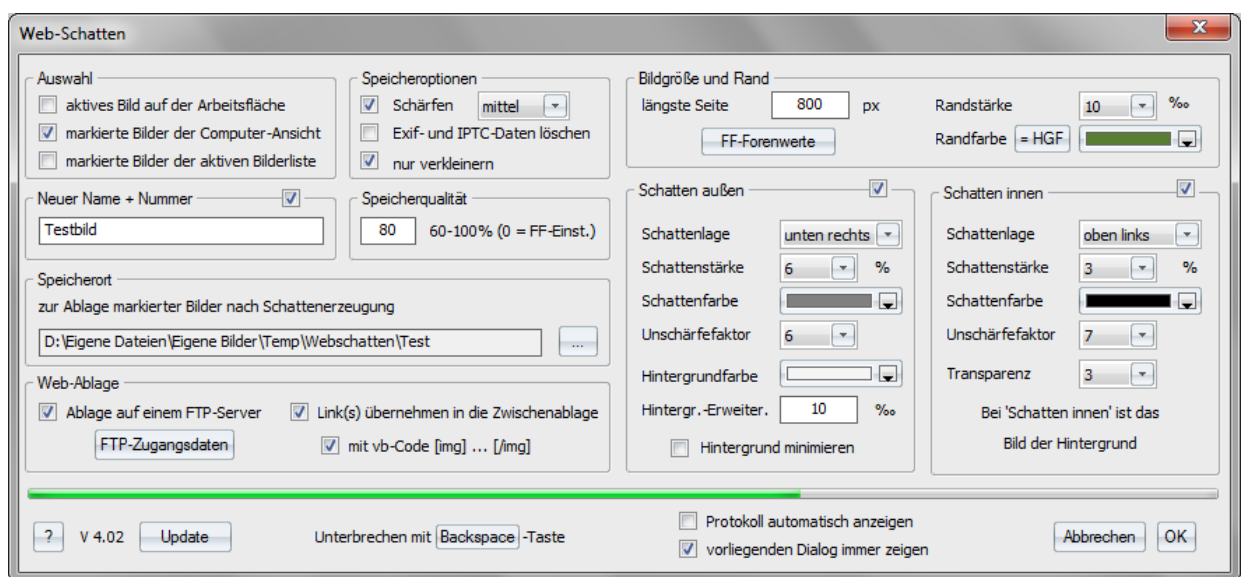 Web-Schatten
Auswahl
aktives Bild auf der Arbeitsfläche
markierte Bilder der Computer-Ansicht
markierte Bilder der aktiven Bilderliste
Speicheroptionen
Schärfen mittel
Exif- und IPTC-Daten löschen
nur verkleinern
Bildgröße und Rand
längste Seite 800 px
FF-Forenwerte
Randstärke 10 ‰
Randfarbe = HGF
Neuer Name + Nummer
Testbild
Speicherqualität
80 60-100% (0 = FF-Einst.)
Speicherort
zur Ablage markierter Bilder nach Schattenerzeugung
D:\Eigene Dateien\Eigene Bilder\Temp\Webschatten\Test ...
Web-Ablage
Ablage auf einem FTP-Server
Link(s) übernehmen in die Zwischenablage
FTP-Zugangsdaten
mit vb-Code [img] ... [/img]
Schatten außen
Schattenlage unten rechts
Schattenstärke 6 %
Schattenfarbe
Unschärfefaktor 6
Hintergrundfarbe
Hintergr.-Erweiter. 10 ‰
Hintergrund minimieren
Schatten innen
Schattenlage oben links
Schattenstärke 3 %
Schattenfarbe
Unschärfefaktor 7
Transparenz 3
Bei 'Schatten innen' ist das
Bild der Hintergrund
? V 4.02 Update
Unterbrechen mit Backspace -Taste
Protokoll automatisch anzeigen
vorliegenden Dialog immer zeigen
Abbrechen OK